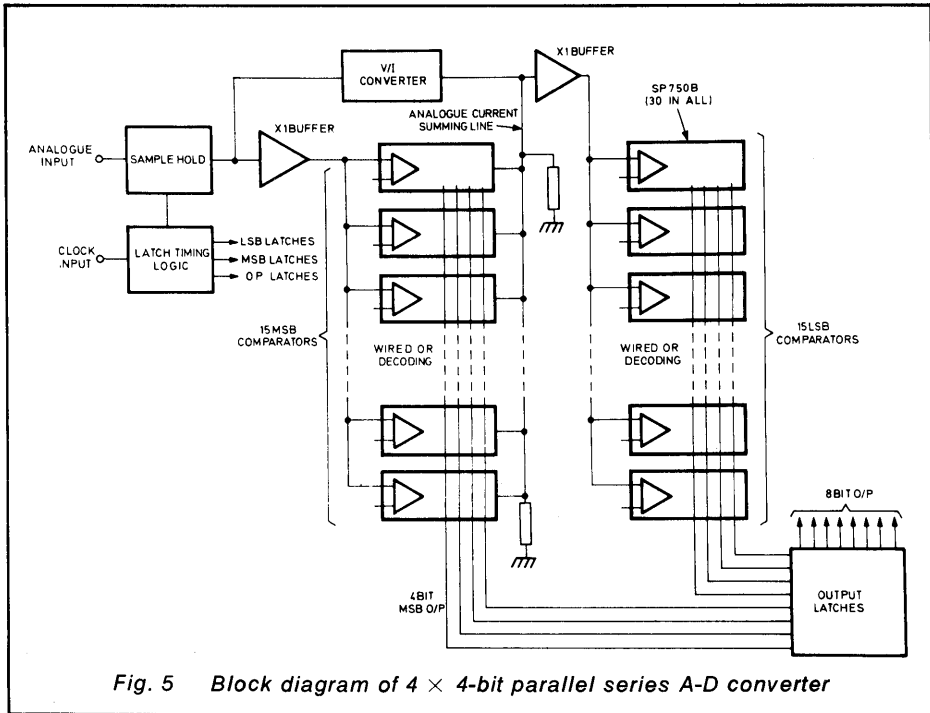 X1 BUFFER
V/I
CONVERTER
SP750B
(30 IN ALL)
ANALOGUE CURRENT
SUMMING LINE
X1 BUFFER
ANALOGUE
INPUT
SAMPLE HOLD
CLOCK
INPUT
LATCH TIMING
LOGIC
LSB LATCHES
MSB LATCHES
OP LATCHES
15 MSB
COMPARATORS
WIRED OR
DECODING
WIRED OR
DECODING
15 LSB
COMPARATORS
8 BIT O/P
4 BIT
MSB O/P
OUTPUT
LATCHES
Fig. 5 Block diagram of 4 × 4-bit parallel series A-D converter